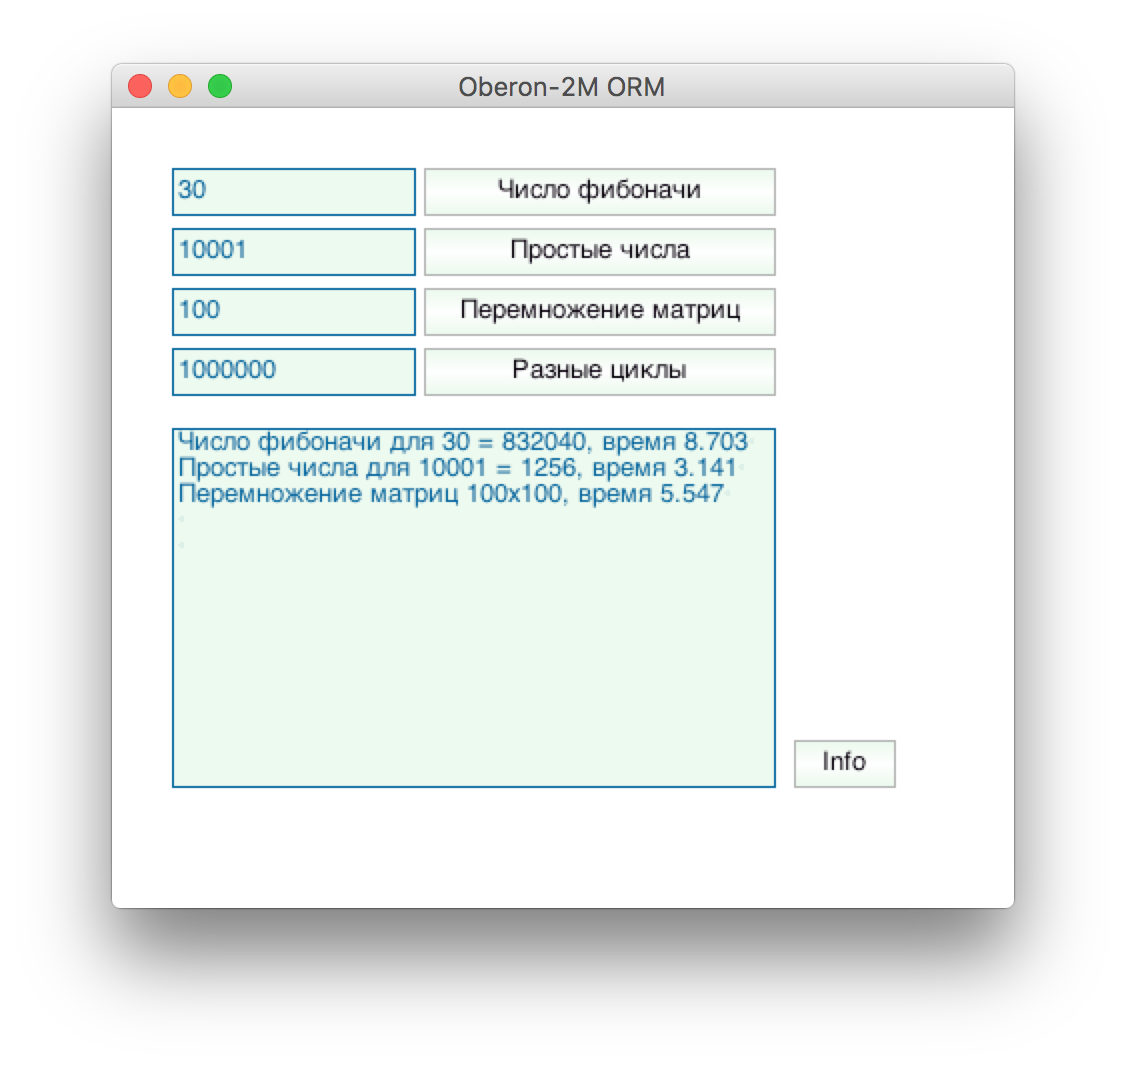 Oberon-2M ORM
30 Число фибоначи
10001 Простые числа
100 Перемножение матриц
1000000 Разные циклы
Число фибоначи для 30 = 832040, время 8.703
Простые числа для 10001 = 1256, время 3.141
Перемножение матриц 100x100, время 5.547
Info